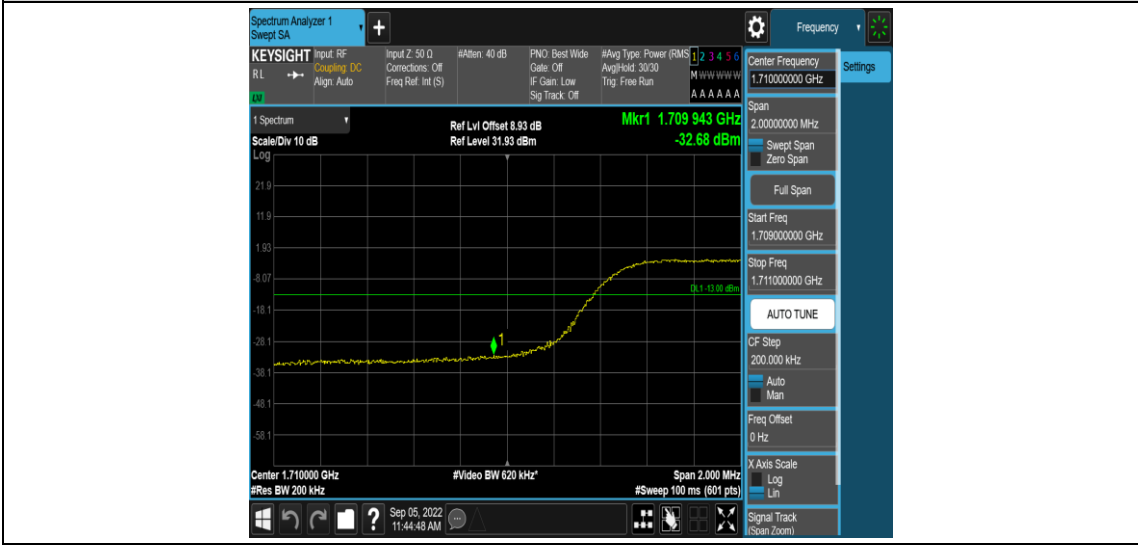 Spectrum Analyzer 1
Swept SA
+
Frequency
KEYSIGHT
RL
LM
Input: RF
Coupling: DC
Align: Auto
Input Z: 50 Ω
Corrections: Off
Freq Ref: Int (S)
#Atten: 40 dB
PNO: Best Wide
Gate: Off
IF Gain: Low
Sig Track: Off
#Avg Type: Power (RMS
Avg|Hold: 30/30
Trig: Free Run
1 2 3 4 5 6
M W W W W W
A A A A A A
1 Spectrum
Scale/Div 10 dB
Log
Ref Lvl Offset 8.93 dB
Ref Level 31.93 dBm
Mkr1 1.709 943 GHz
-32.68 dBm
21.9
11.9
1.93
-8.07
-18.1
-28.1
-38.1
-48.1
-58.1
DL1 -13.00 dBm
1
Center 1.710000 GHz
#Res BW 200 kHz
#Video BW 620 kHz*
Span 2.000 MHz
#Sweep 100 ms (601 pts)
Center Frequency
1.710000000 GHz
Settings
Span
2.00000000 MHz
Swept Span
Zero Span
Full Span
Start Freq
1.709000000 GHz
Stop Freq
1.711000000 GHz
AUTO TUNE
CF Step
200.000 kHz
Auto
Man
Freq Offset
0 Hz
X Axis Scale
Log
Lin
Signal Track
(Span Zoom)
?
Sep 05, 2022
11:44:48 AM